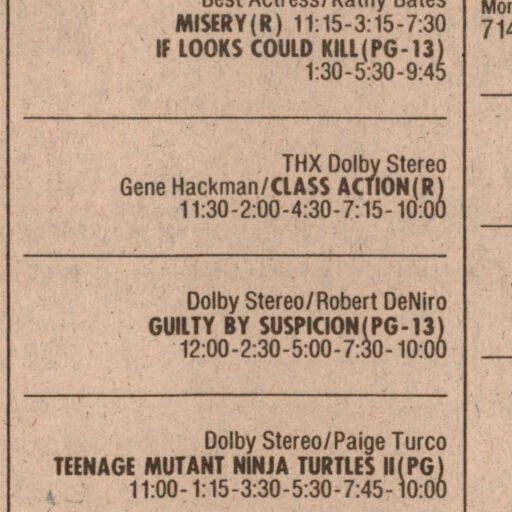 Best Actress/Kathy Bates
MISERY(R) 11:15-3:15-7:30
IF LOOKS COULD KILL(PG-13)
1:30-5:30-9:45
THX Dolby Stereo
Gene Hackman/CLASS ACTION(R)
11:30-2:00-4:30-7:15-10:00
Dolby Stereo/Robert DeNiro
GUILTY BY SUSPICION(PG-13)
12:00-2:30-5:00-7:30-10:00
Dolby Stereo/Paige Turco
TEENAGE MUTANT NINJA TURTLES II(PG)
11:00-1:15-3:30-5:30-7:45-10:00
Mon
714